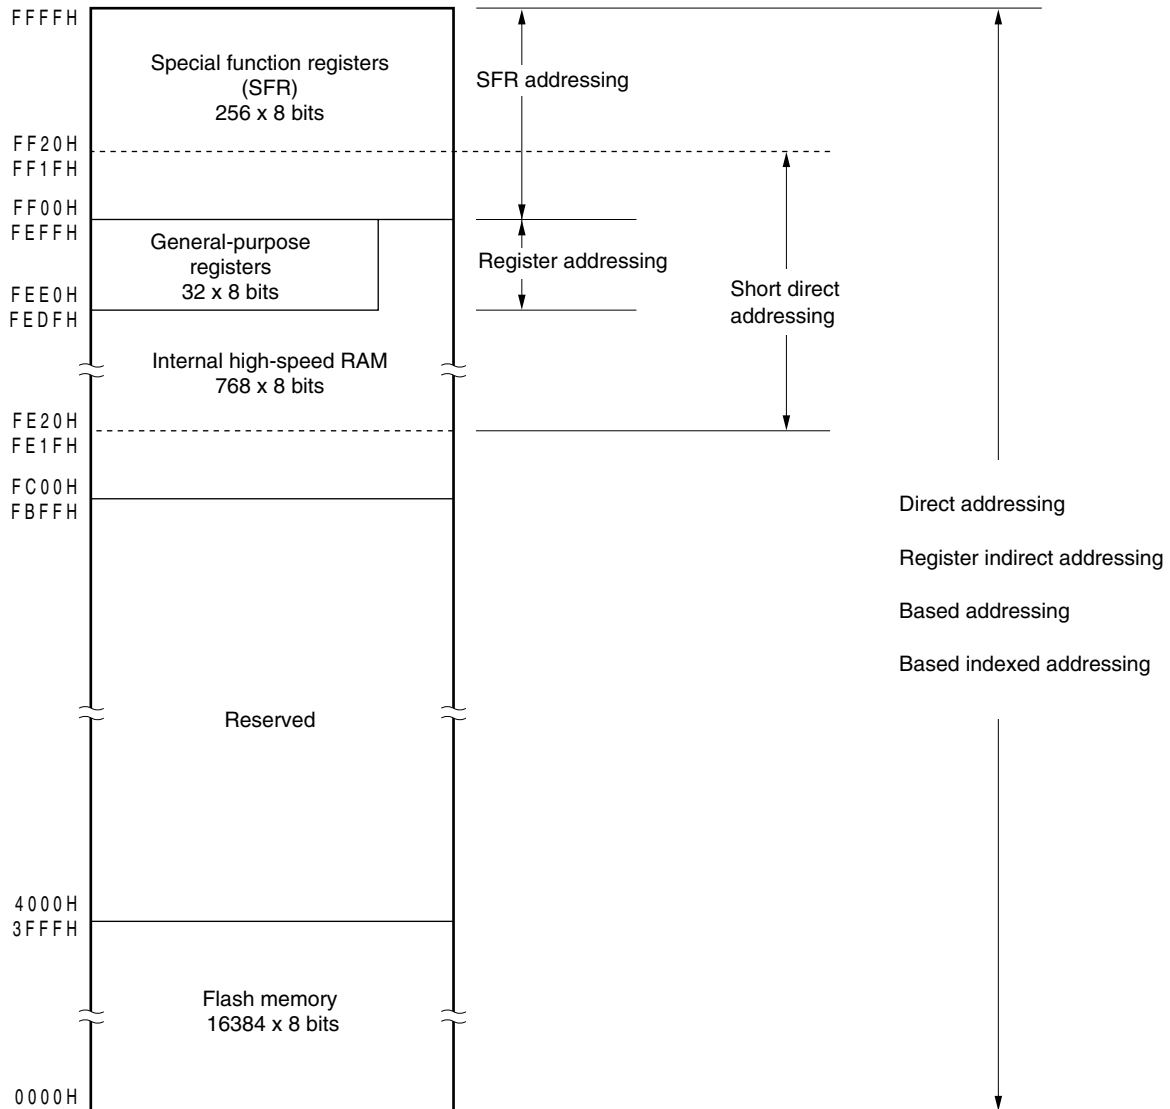 FFFFH
Special function registers
(SFR)
256 x 8 bits
SFR addressing
FF20H
FF1FH
FF00H
FEFFH
General-purpose
registers
32 x 8 bits
Register addressing
Short direct
addressing
FEE0H
FEDFH
Internal high-speed RAM
768 x 8 bits
FE20H
FE1FH
FC00H
FBFFH
Direct addressing
Register indirect addressing
Based addressing
Based indexed addressing
Reserved
4000H
3FFFH
Flash memory
16384 x 8 bits
0000H